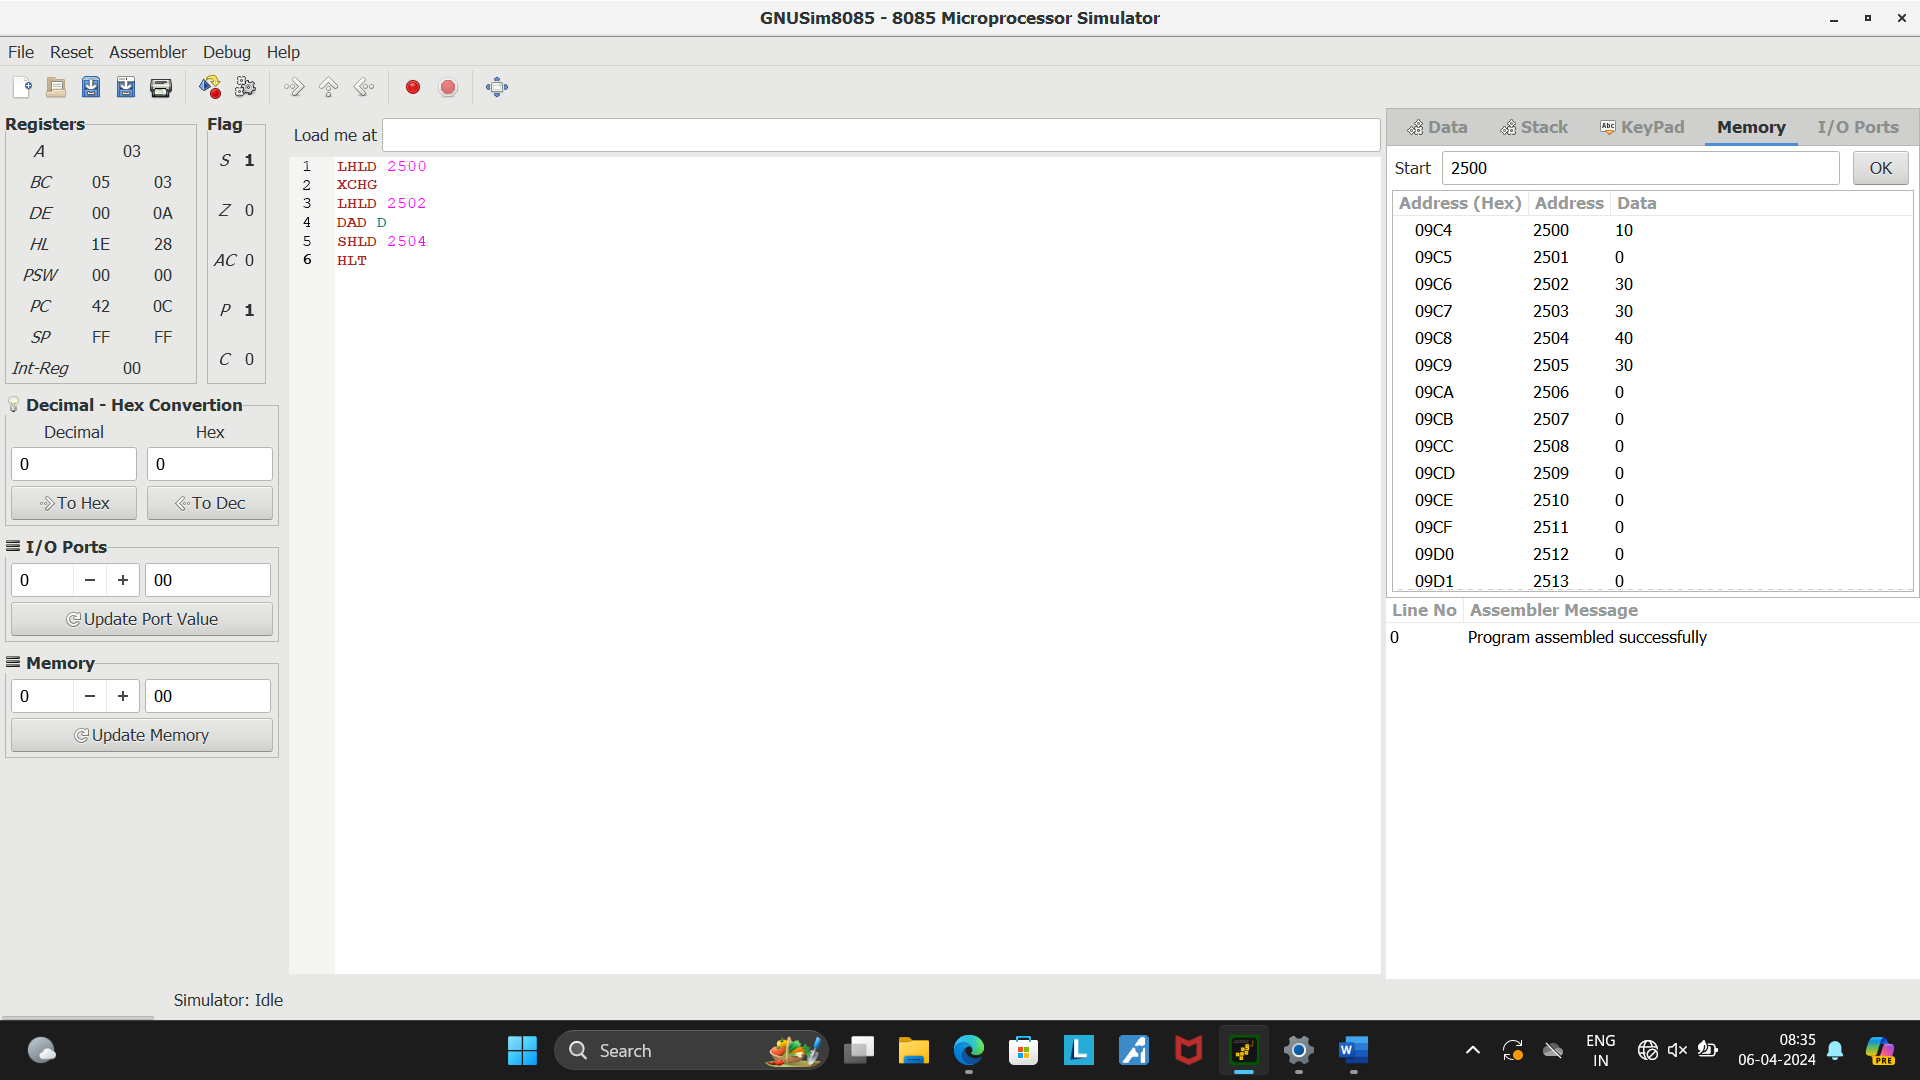 GNUSim8085 - 8085 Microprocessor Simulator
File Reset Assembler Debug Help
Registers
A 03
BC 05 03
DE 00 0A
HL 1E 28
PSW 00 00
PC 42 0C
SP FF FF
Int-Reg 00
Flag
S 1
Z 0
AC 0
P 1
C 0
Decimal - Hex Convertion
Decimal Hex
0 0
To Hex To Dec
I/O Ports
0 − + 00
Update Port Value
Memory
0 − + 00
Update Memory
Load me at
1 LHLD 2500
2 XCHG
3 LHLD 2502
4 DAD D
5 SHLD 2504
6 HLT
Data Stack Abc KeyPad Memory I/O Ports
Start 2500 OK
Address (Hex) Address Data
09C4 2500 10
09C5 2501 0
09C6 2502 30
09C7 2503 30
09C8 2504 40
09C9 2505 30
09CA 2506 0
09CB 2507 0
09CC 2508 0
09CD 2509 0
09CE 2510 0
09CF 2511 0
09D0 2512 0
09D1 2513 0
Line No Assembler Message
0 Program assembled successfully
Simulator: Idle
Search
L
W
ENG
IN
08:35
06-04-2024
PRE